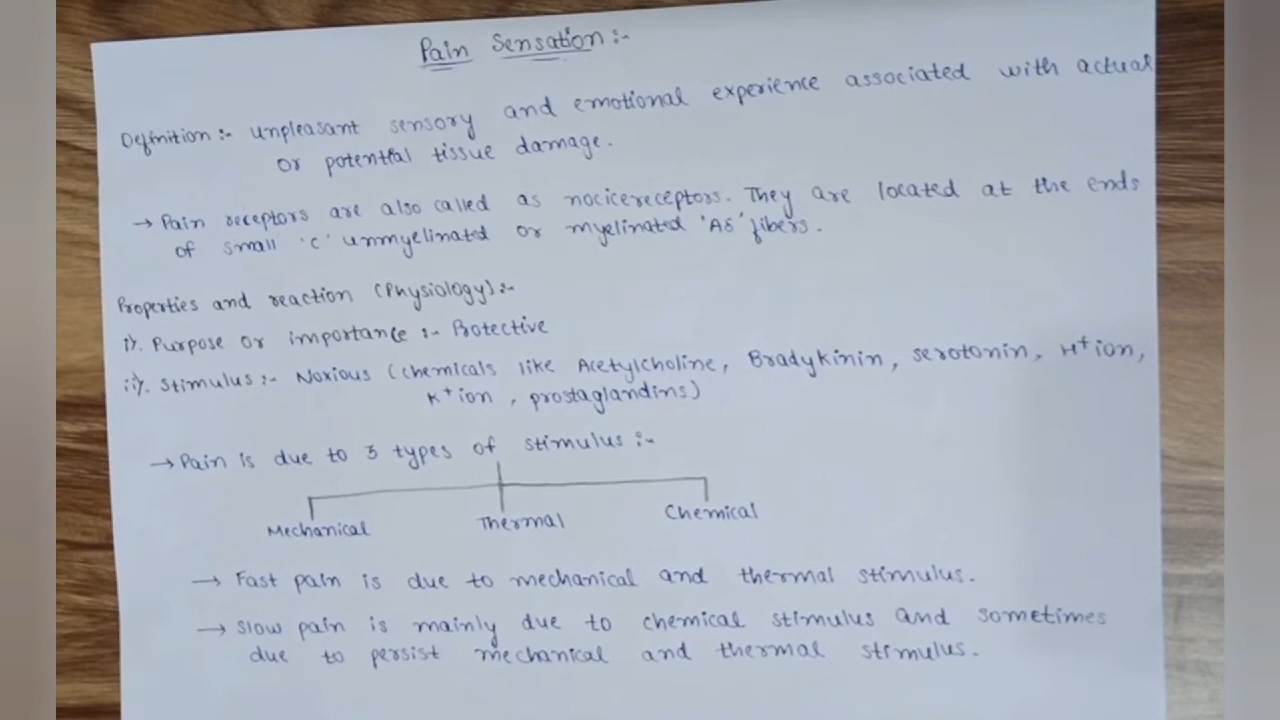 Pain Sensation :-
Definition :- unpleasant sensory and emotional experience associated with actual
or potential tissue damage.
→ Pain receptors are also called as nocicereceptors. They are located at the ends
of small 'C' unmyelinated or myelinated 'Aδ' fibers.
Properties and reaction (Physiology) :-
i). Purpose or importance :- Protective
ii). Stimulus :- Noxious (chemicals like Acetylcholine, Bradykinin, serotonin, H⁺ ion,
K⁺ ion, prostaglandins)
→ Pain is due to 3 types of stimulus :-
Mechanical Thermal Chemical
→ Fast pain is due to mechanical and thermal stimulus.
→ Slow pain is mainly due to chemical stimulus and sometimes
due to persist mechanical and thermal stimulus.